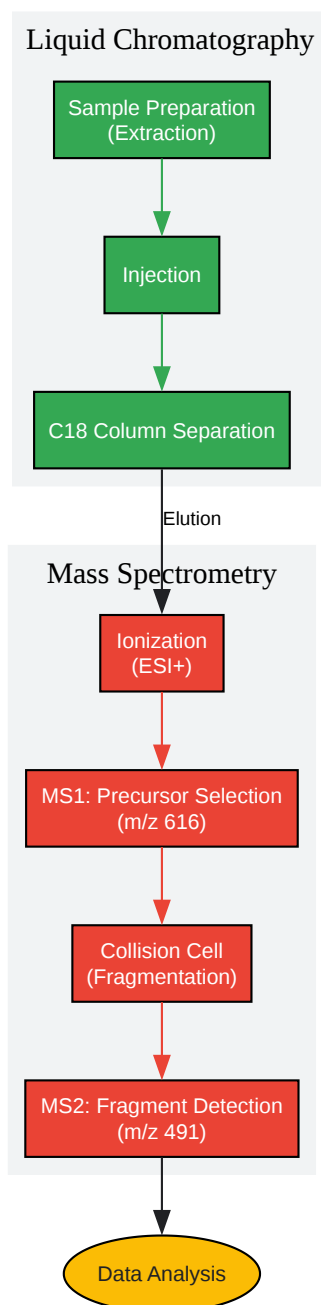 Liquid Chromatography
Sample Preparation
(Extraction)
Injection
C18 Column Separation
Elution
Mass Spectrometry
Ionization
(ESI+)
MS1: Precursor Selection
(m/z 616)
Collision Cell
(Fragmentation)
MS2: Fragment Detection
(m/z 491)
Data Analysis